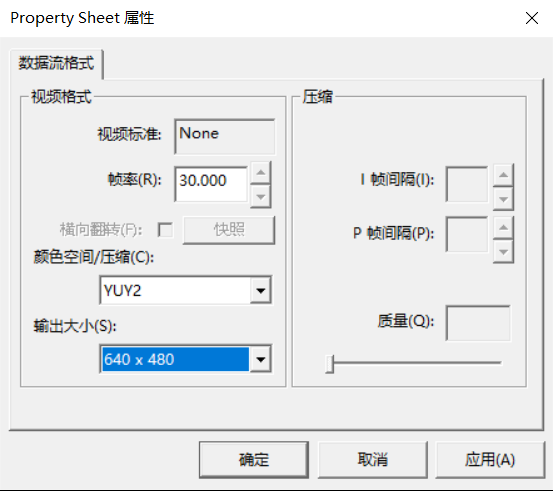 Property Sheet 属性
数据流格式
视频格式
视频标准: None
帧率(R): 30.000
横向翻转(F): 快照
颜色空间/压缩(C):
YUY2
输出大小(S):
640 x 480
压缩
I 帧间隔(I):
P 帧间隔(P):
质量(Q):
确定 取消 应用(A)